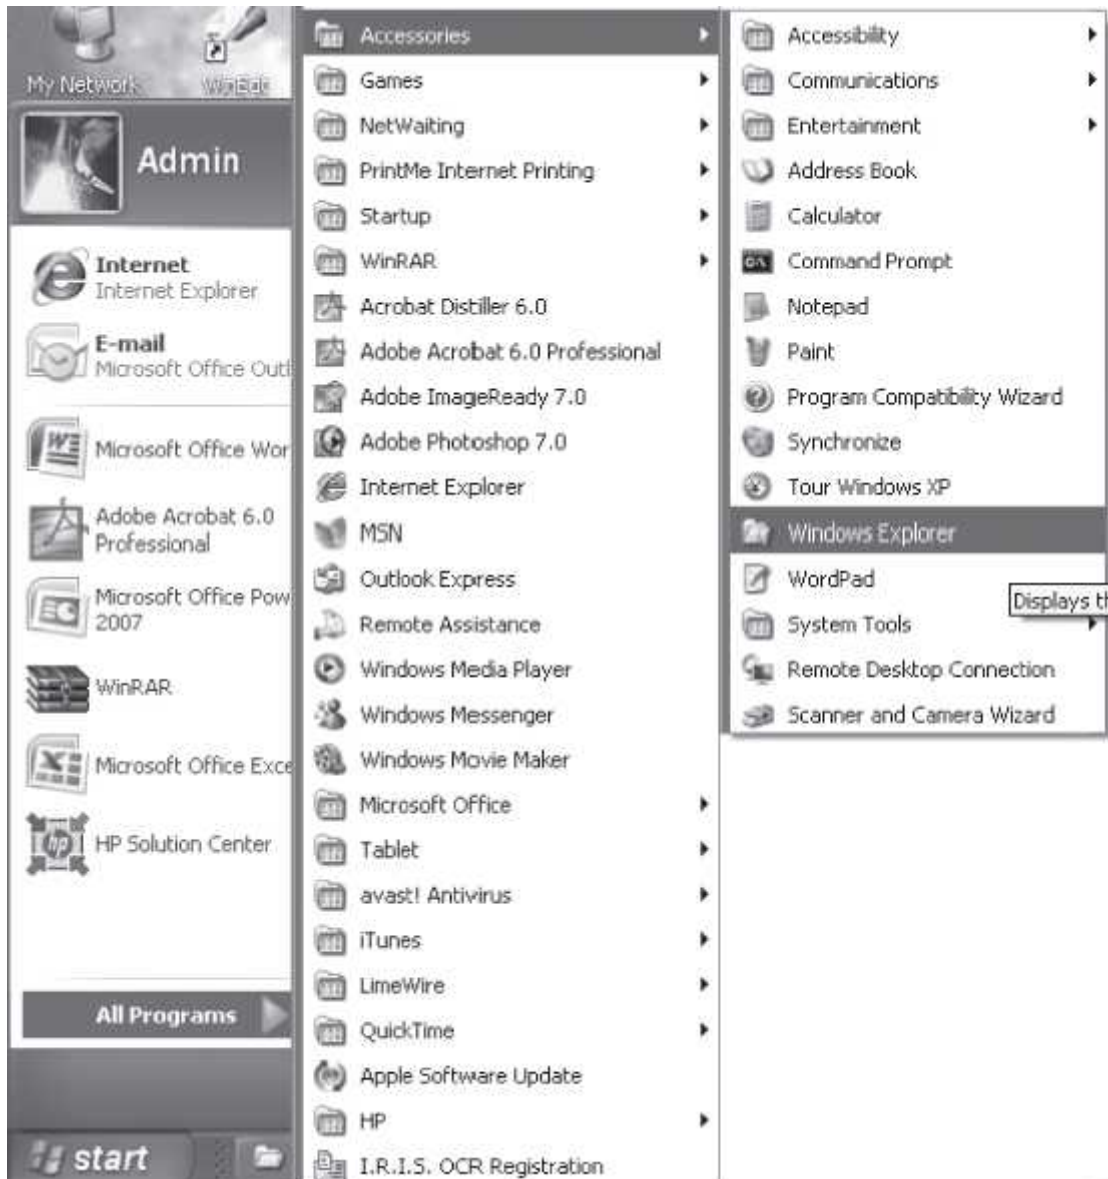 My Network
WinEdt
Admin
Internet
Internet Explorer
E-mail
Microsoft Office Outl
Microsoft Office Wor
Adobe Acrobat 6.0
Professional
Microsoft Office Pow
2007
WinRAR
Microsoft Office Exce
HP Solution Center
All Programs
start
Accessories
Games
NetWaiting
PrintMe Internet Printing
Startup
WinRAR
Acrobat Distiller 6.0
Adobe Acrobat 6.0 Professional
Adobe ImageReady 7.0
Adobe Photoshop 7.0
Internet Explorer
MSN
Outlook Express
Remote Assistance
Windows Media Player
Windows Messenger
Windows Movie Maker
Microsoft Office
Tablet
avast! Antivirus
iTunes
LimeWire
QuickTime
Apple Software Update
HP
I.R.I.S. OCR Registration
Accessibility
Communications
Entertainment
Address Book
Calculator
Command Prompt
Notepad
Paint
Program Compatibility Wizard
Synchronize
Tour Windows XP
Windows Explorer
WordPad
Displays th
System Tools
Remote Desktop Connection
Scanner and Camera Wizard